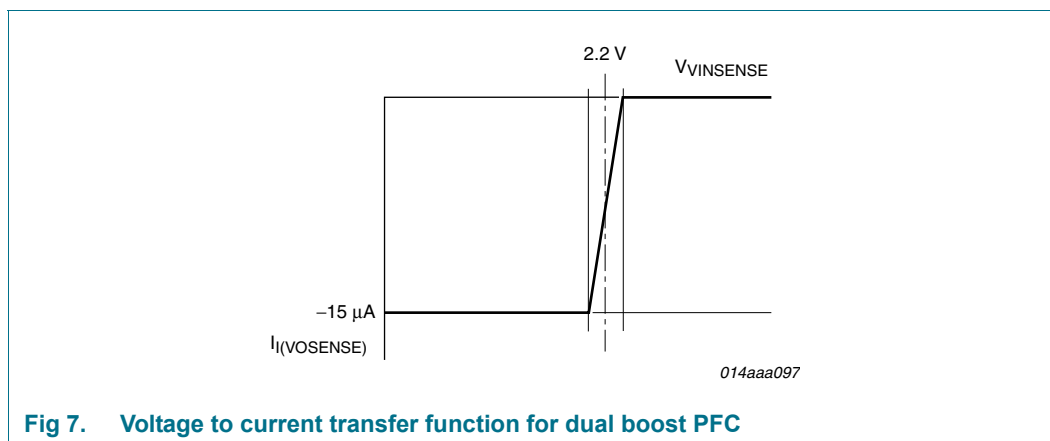 2.2 V
VVINSENSE
−15 μA
II(VOSENSE)
014aaa097
Fig 7. Voltage to current transfer function for dual boost PFC